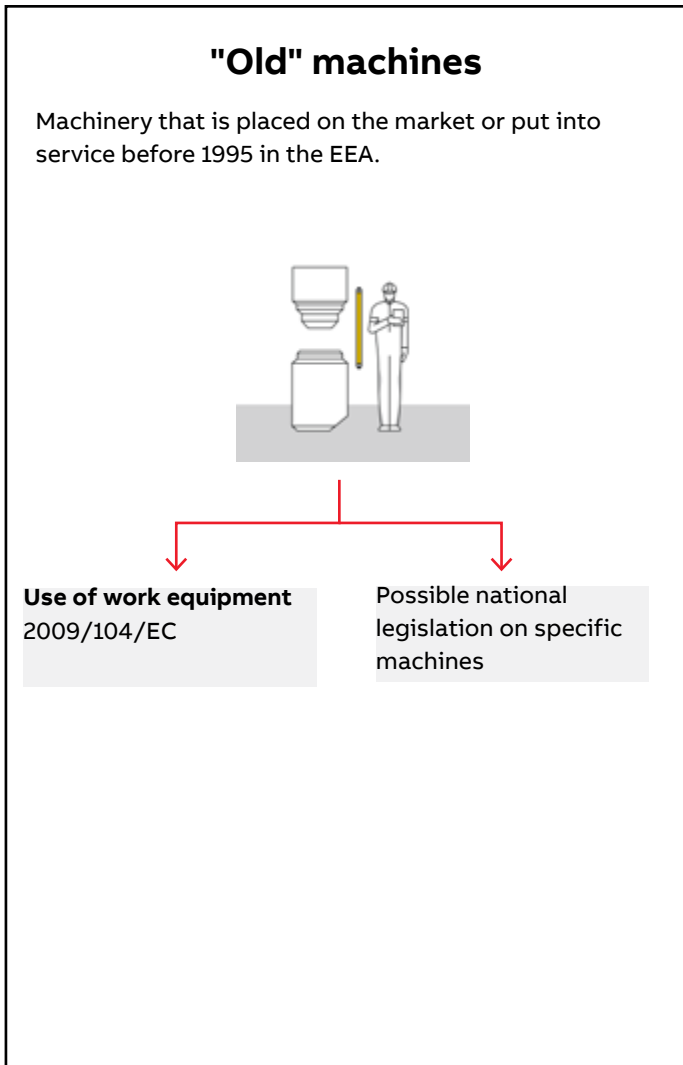 "Old" machines
Machinery that is placed on the market or put into
service before 1995 in the EEA.
Use of work equipment
2009/104/EC
Possible national
legislation on specific
machines